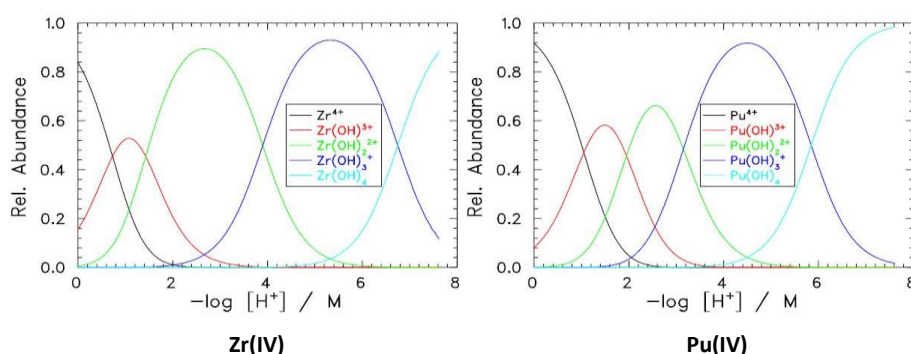 Rel. Abundance
1.0
0.8
0.6
0.4
0.2
0.0
Zr⁴⁺
Zr(OH)³⁺
Zr(OH)₂²⁺
Zr(OH)₃⁺
Zr(OH)₄
0 2 4 6 8
-log [H⁺] / M
Zr(IV)
Rel. Abundance
1.0
0.8
0.6
0.4
0.2
0.0
Pu⁴⁺
Pu(OH)³⁺
Pu(OH)₂²⁺
Pu(OH)₃⁺
Pu(OH)₄
0 2 4 6 8
-log [H⁺] / M
Pu(IV)